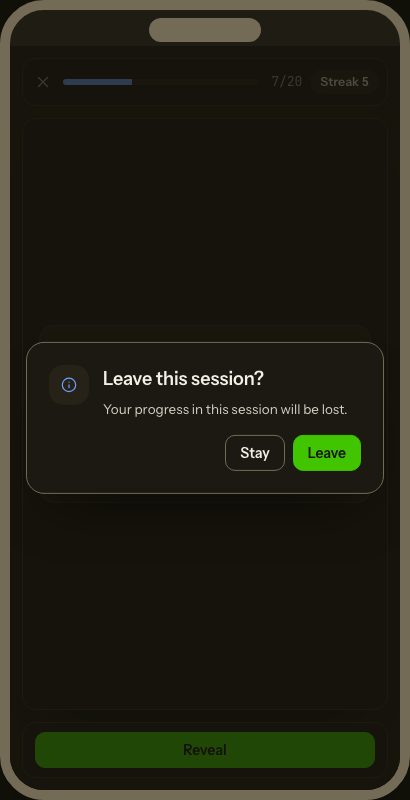 7/20
Streak 5
Leave this session?
Your progress in this session will be lost.
Stay
Leave
Reveal